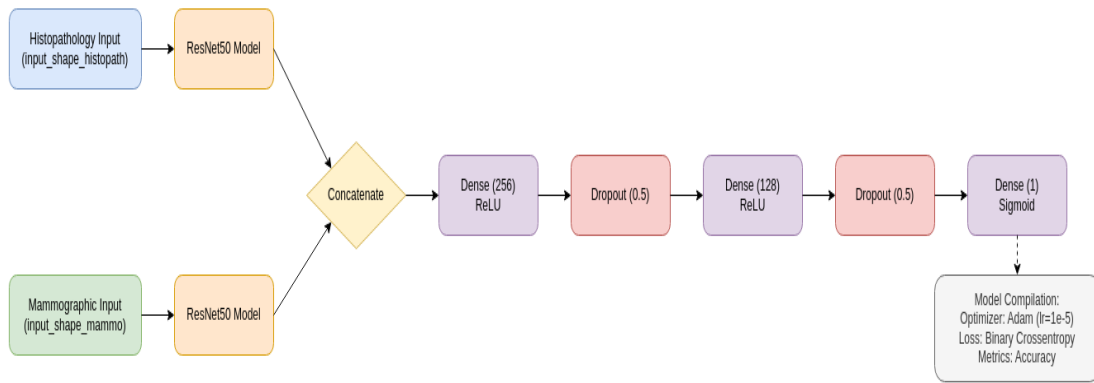 Histopathology Input
(input_shape_histopath)
ResNet50 Model
Concatenate
Dense (256)
ReLU
Dropout (0.5)
Dense (128)
ReLU
Dropout (0.5)
Dense (1)
Sigmoid
Mammographic Input
(input_shape_mammo)
ResNet50 Model
Model Compilation:
Optimizer: Adam (lr=1e-5)
Loss: Binary Crossentropy
Metrics: Accuracy